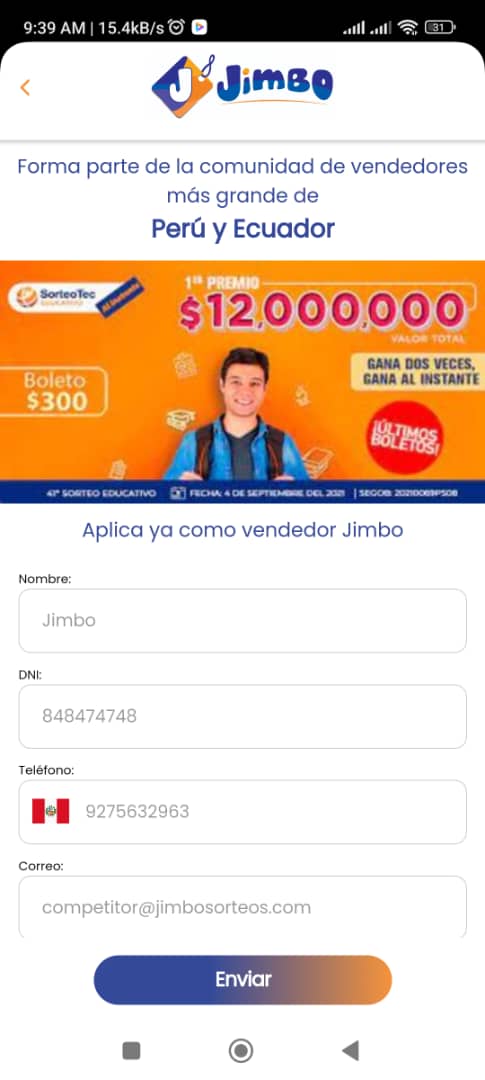 9:39 AM | 15.4kB/s
31
J
Jimbo
Forma parte de la comunidad de vendedores
más grande de
Perú y Ecuador
SorteoTec
EDUCATIVO
Al Instante
1er PREMIO
$12,000,000
VALOR TOTAL
GANA DOS VECES,
GANA AL INSTANTE
Boleto
$300
¡ÚLTIMOS
BOLETOS!
41º SORTEO EDUCATIVO
FECHA: 4 DE SEPTIEMBRE DEL 2021
Aplica ya como vendedor Jimbo
Nombre:
Jimbo
DNI:
848474748
Teléfono:
9275632963
Correo:
competitor@jimbosorteos.com
Enviar